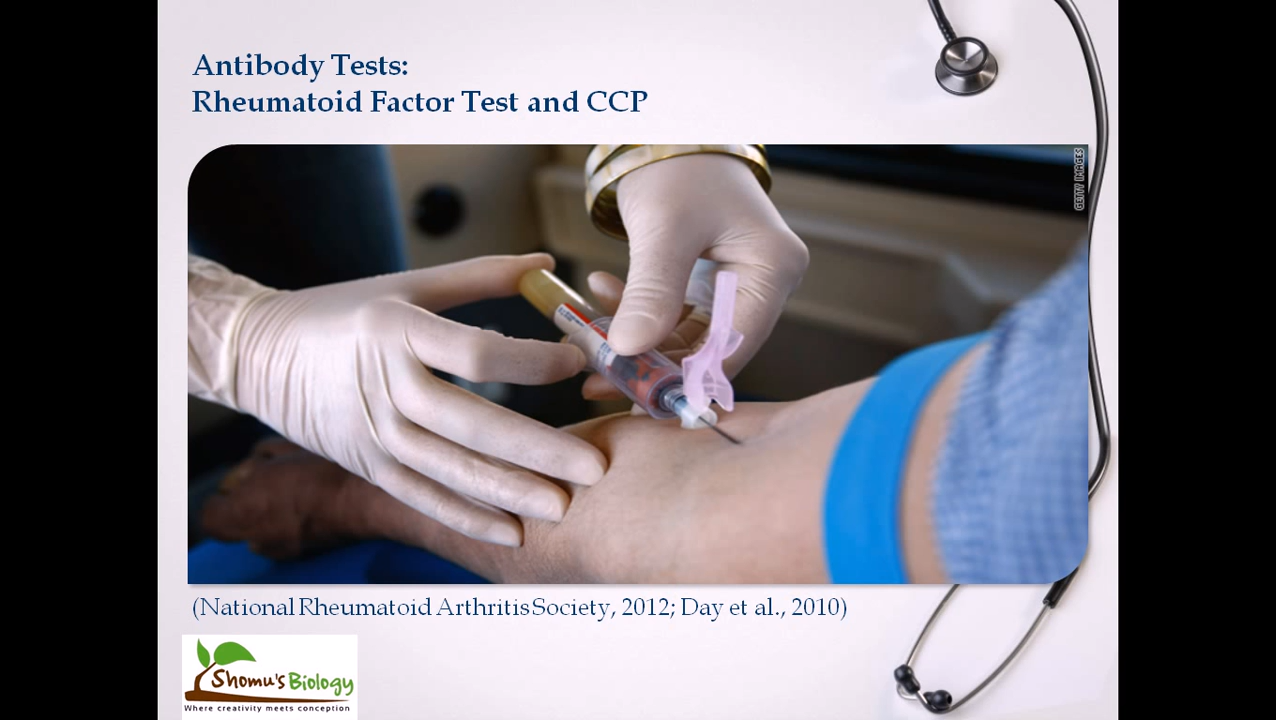 Antibody Tests:
Rheumatoid Factor Test and CCP
GETTY IMAGES
(National Rheumatoid Arthritis Society, 2012; Day et al., 2010)
Shomu's Biology
Where creativity meets conception